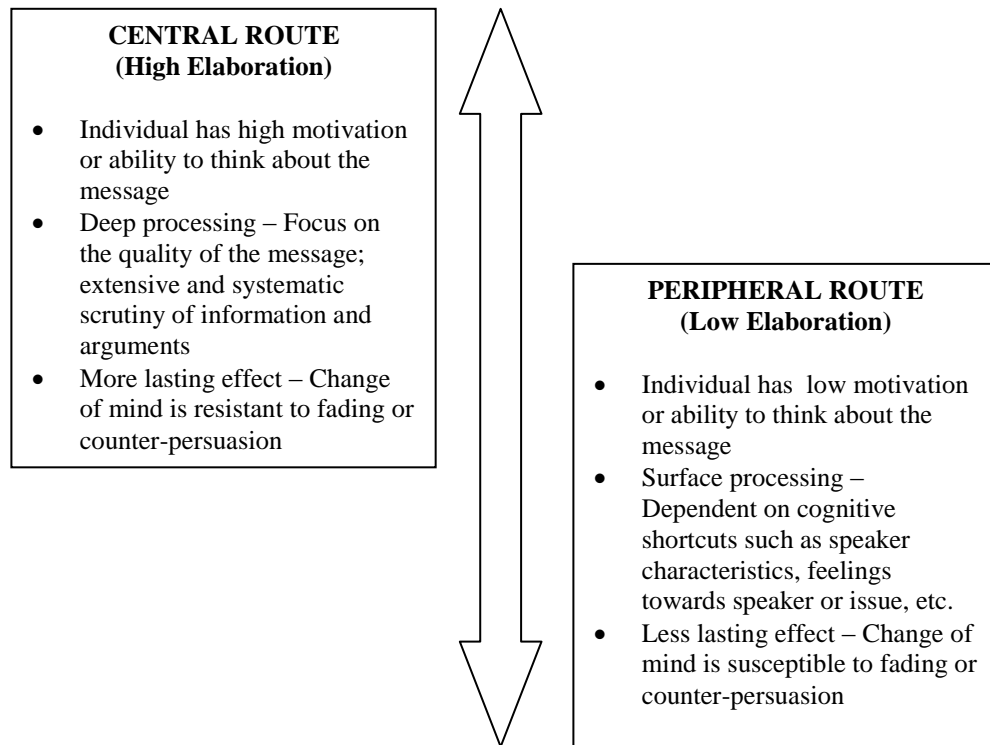 CENTRAL ROUTE
(High Elaboration)
• Individual has high motivation
or ability to think about the
message
• Deep processing – Focus on
the quality of the message;
extensive and systematic
scrutiny of information and
arguments
• More lasting effect – Change
of mind is resistant to fading or
counter-persuasion
PERIPHERAL ROUTE
(Low Elaboration)
• Individual has low motivation
or ability to think about the
message
• Surface processing –
Dependent on cognitive
shortcuts such as speaker
characteristics, feelings
towards speaker or issue, etc.
• Less lasting effect – Change of
mind is susceptible to fading or
counter-persuasion